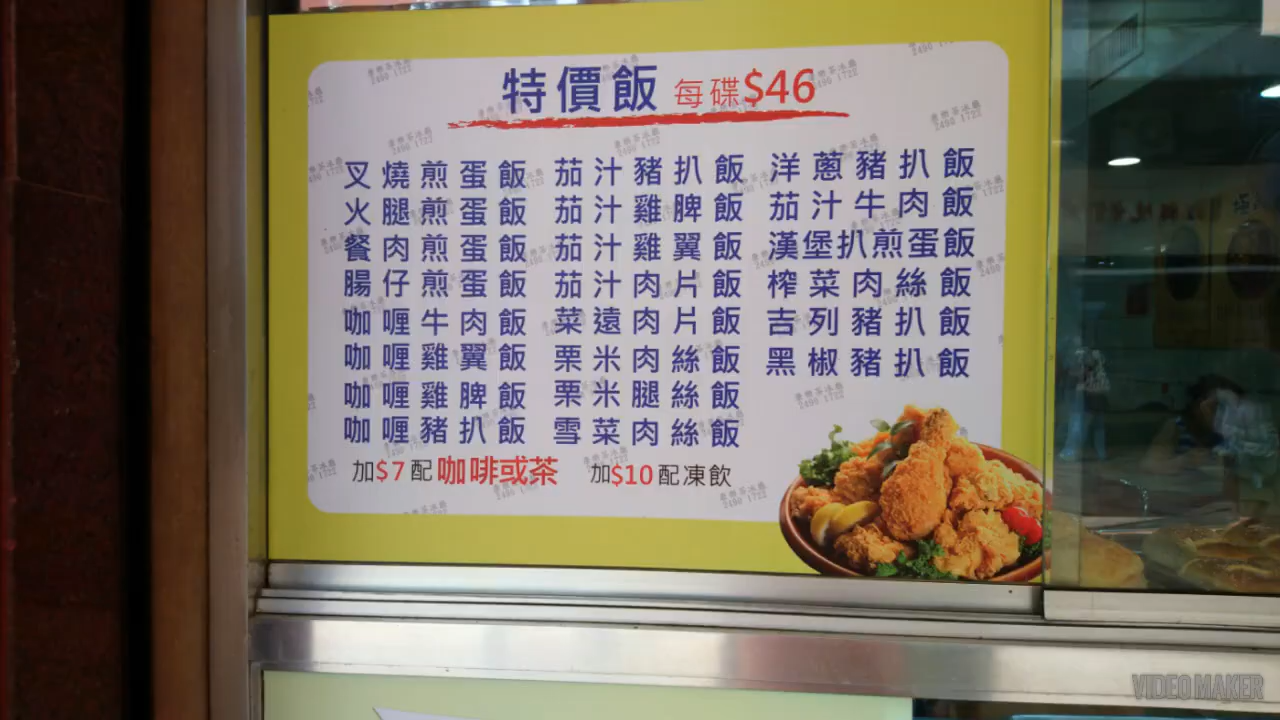 特價飯 每碟$46
叉燒煎蛋飯 茄汁豬扒飯 洋蔥豬扒飯
火腿煎蛋飯 茄汁雞脾飯 茄汁牛肉飯
餐肉煎蛋飯 茄汁雞翼飯 漢堡扒煎蛋飯
腸仔煎蛋飯 茄汁肉片飯 榨菜肉絲飯
咖喱牛肉飯 菜遠肉片飯 吉列豬扒飯
咖喱雞翼飯 栗米肉絲飯 黑椒豬扒飯
咖喱雞脾飯 栗米腿絲飯
咖喱豬扒飯 雪菜肉絲飯
加$7配咖啡或茶 加$10配凍飲
VIDEO MAKER